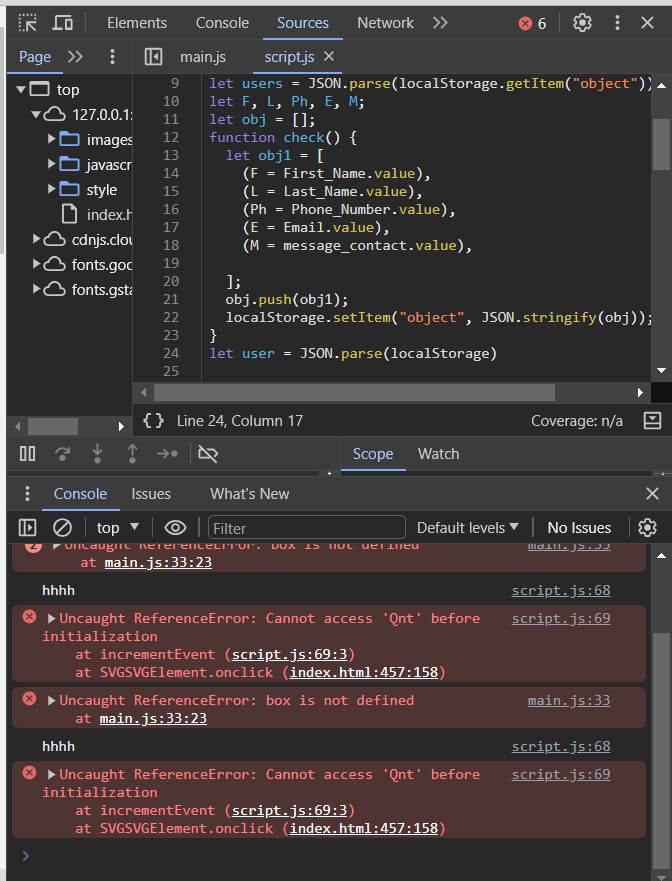 Elements Console Sources Network 6
Page main.js script.js
top
127.0.0.1:
images
javascr
style
index.h
cdnjs.clou
fonts.goo
fonts.gsta
9 let users = JSON.parse(localStorage.getItem("object"))
10 let F, L, Ph, E, M;
11 let obj = [];
12 function check() {
13 let obj1 = [
14 (F = First_Name.value),
15 (L = Last_Name.value),
16 (Ph = Phone_Number.value),
17 (E = Email.value),
18 (M = message_contact.value),
19
20 ];
21 obj.push(obj1);
22 localStorage.setItem("object", JSON.stringify(obj));
23 }
24 let user = JSON.parse(localStorage)
25
{} Line 24, Column 17 Coverage: n/a
Scope Watch
Console Issues What's New
top Filter Default levels No Issues
2 Uncaught ReferenceError: box is not defined main.js:33
at main.js:33:23
hhhh script.js:68
Uncaught ReferenceError: Cannot access 'Qnt' before script.js:69
initialization
at incrementEvent (script.js:69:3)
at SVGSVGElement.onclick (index.html:457:158)
Uncaught ReferenceError: box is not defined main.js:33
at main.js:33:23
hhhh script.js:68
Uncaught ReferenceError: Cannot access 'Qnt' before script.js:69
initialization
at incrementEvent (script.js:69:3)
at SVGSVGElement.onclick (index.html:457:158)